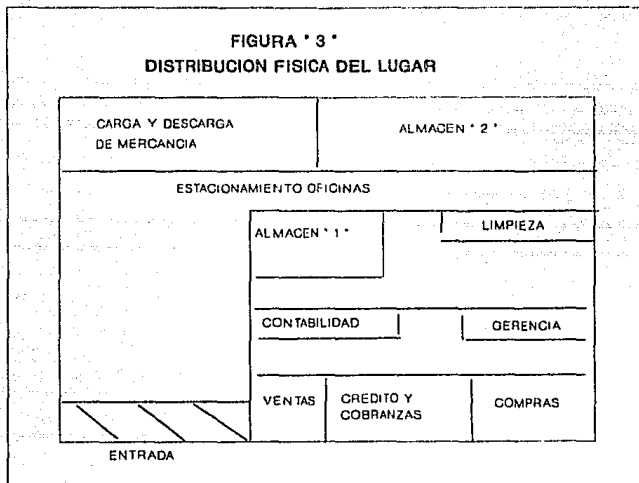 FIGURA " 3 "
DISTRIBUCION FISICA DEL LUGAR
CARGA Y DESCARGA
DE MERCANCIA
ALMACEN " 2 "
ESTACIONAMIENTO OFICINAS
ALMACEN " 1 "
LIMPIEZA
CONTABILIDAD
GERENCIA
VENTAS
CREDITO Y
COBRANZAS
COMPRAS
ENTRADA